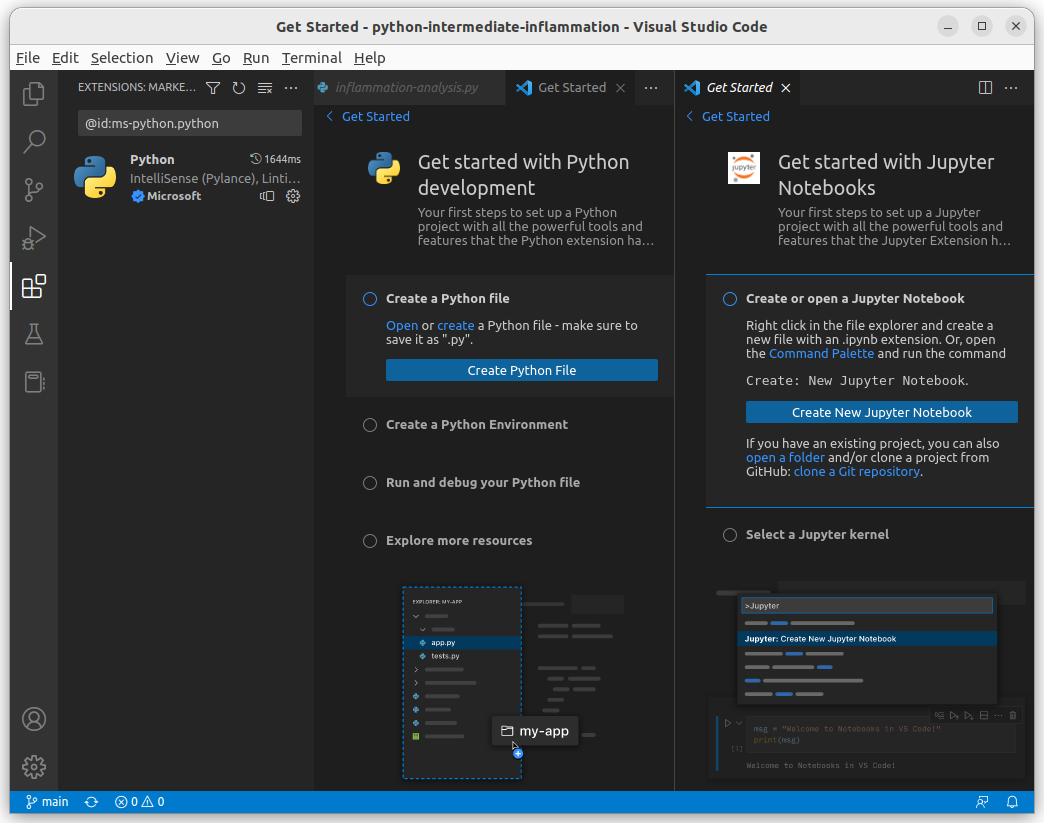 Get Started - python-intermediate-inflammation - Visual Studio Code
File Edit Selection View Go Run Terminal Help
EXTENSIONS: MARKE...
@id:ms-python.python
Python 1644ms
IntelliSense (Pylance), Linti...
Microsoft
inflammation-analysis.py Get Started
Get Started
Get started with Python
development
Your first steps to set up a Python
project with all the powerful tools and
features that the Python extension ha...
Create a Python file
Open or create a Python file - make sure to
save it as ".py".
Create Python File
Create a Python Environment
Run and debug your Python file
Explore more resources
EXPLORER: MY-APP
app.py
tests.py
my-app
Get Started
Get Started
jupyter
Get started with Jupyter
Notebooks
Your first steps to set up a Jupyter
project with all the powerful tools and
features that the Jupyter Extension h...
Create or open a Jupyter Notebook
Right click in the file explorer and create a
new file with an .ipynb extension. Or, open
the Command Palette and run the command
Create: New Jupyter Notebook.
Create New Jupyter Notebook
If you have an existing project, you can also
open a folder and/or clone a project from
GitHub: clone a Git repository.
Select a Jupyter kernel
>Jupyter
Jupyter: Create New Jupyter Notebook
msg = "Welcome to Notebooks in VS Code!"
print(msg)
[1]
Welcome to Notebooks in VS Code!
main 0 0